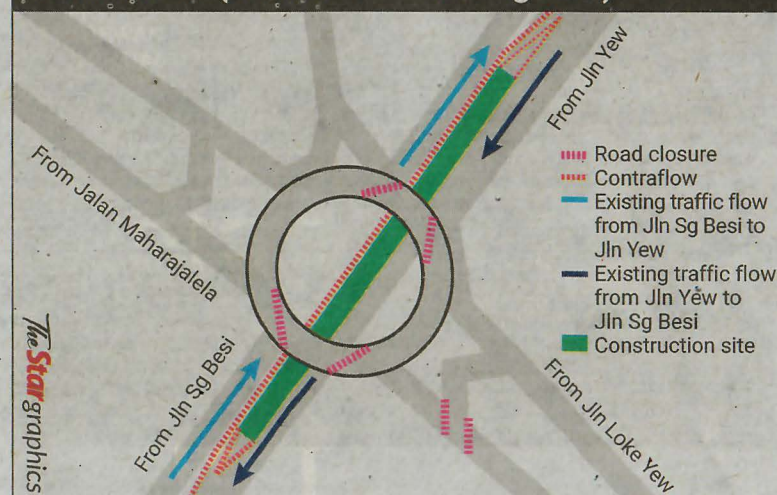 From Jln Yew
Road closure
Contraflow
Existing traffic flow
from Jln Sg Besi to
Jln Yew
Existing traffic flow
from Jln Yew to
Jln Sg Besi
Construction site
From Jalan Maharajalela
From Jln Sg Besi
From Jln Loke Yew
The Star graphics